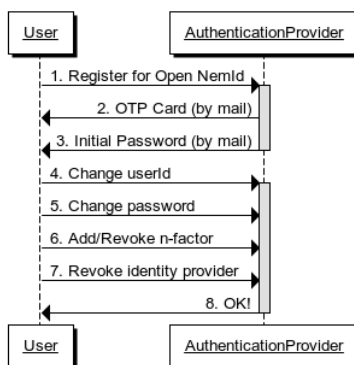 User
AuthenticationProvider
1. Register for Open NemId
2. OTP Card (by mail)
3. Initial Password (by mail)
4. Change userId
5. Change password
6. Add/Revoke n-factor
7. Revoke identity provider
8. OK!
User
AuthenticationProvider